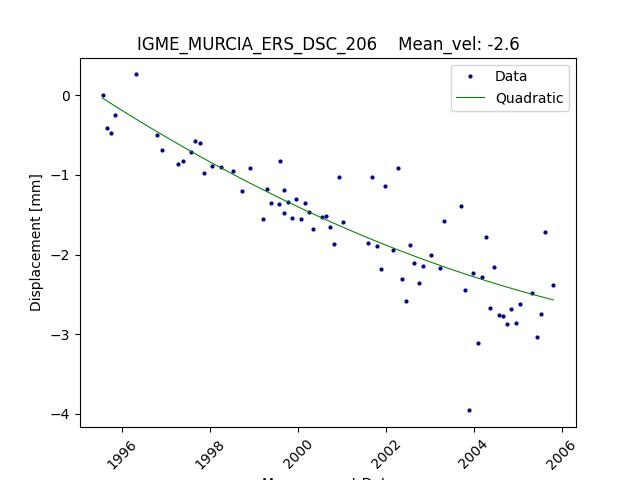 IGME_MURCIA_ERS_DSC_206 Mean_vel: -2.6
Data
Quadratic
Displacement [mm]
0
−1
−2
−3
−4
1996
1998
2000
2002
2004
2006